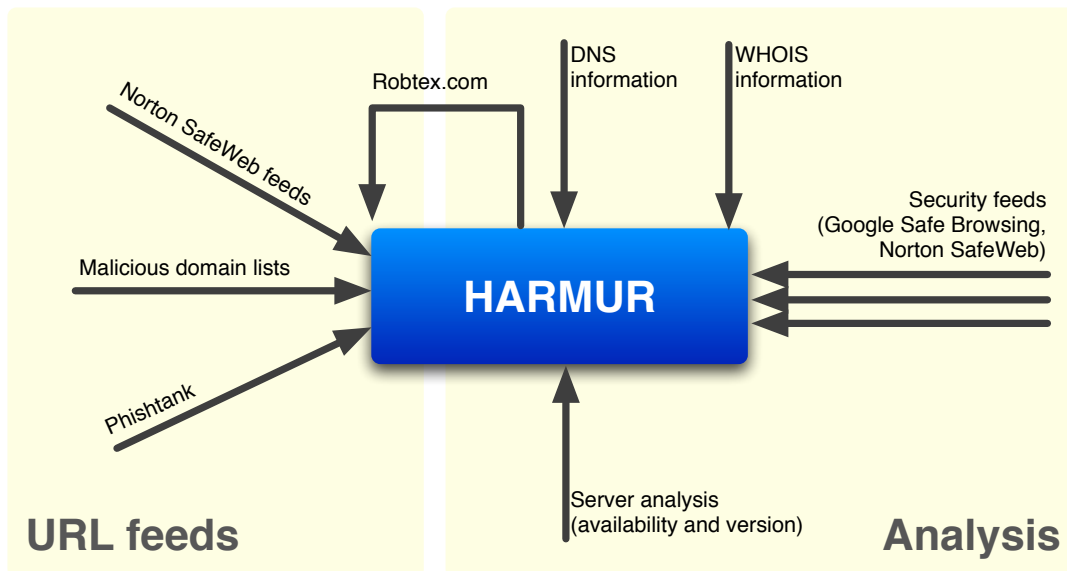 Norton SafeWeb feeds
Malicious domain lists
Phishtank
URL feeds
Robtex.com
DNS
information
WHOIS
information
Security feeds
(Google Safe Browsing,
Norton SafeWeb)
HARMUR
Server analysis
(availability and version)
Analysis